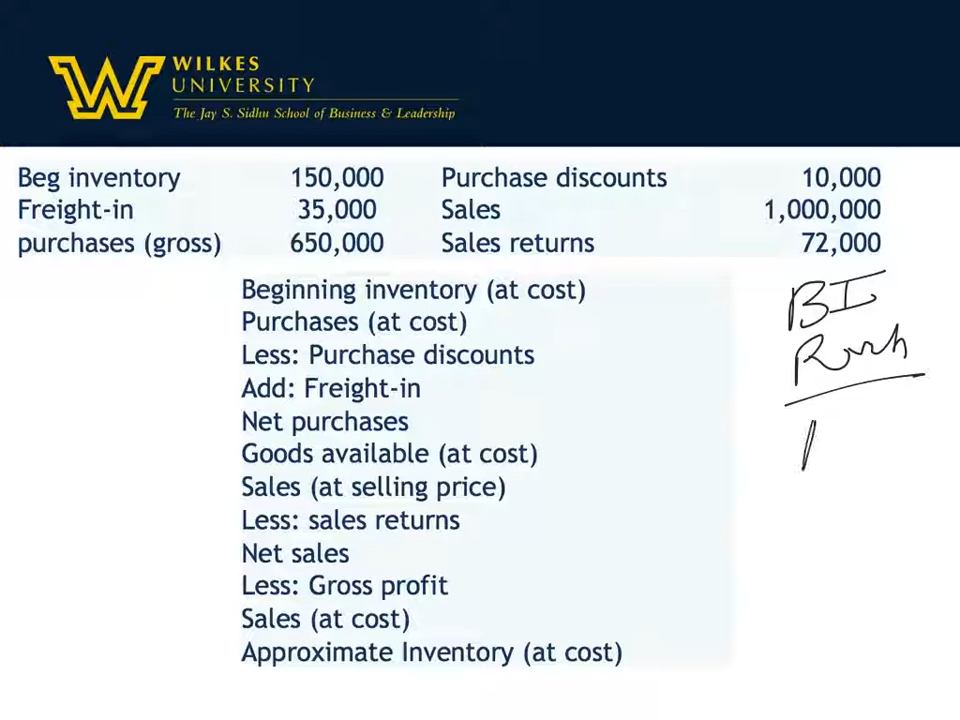 WILKES
UNIVERSITY
The Jay S. Sidhu School of Business & Leadership
Beg inventory 150,000 Purchase discounts 10,000
Freight-in 35,000 Sales 1,000,000
purchases (gross) 650,000 Sales returns 72,000
Beginning inventory (at cost)
Purchases (at cost)
Less: Purchase discounts
Add: Freight-in
Net purchases
Goods available (at cost)
Sales (at selling price)
Less: sales returns
Net sales
Less: Gross profit
Sales (at cost)
Approximate Inventory (at cost)
BI